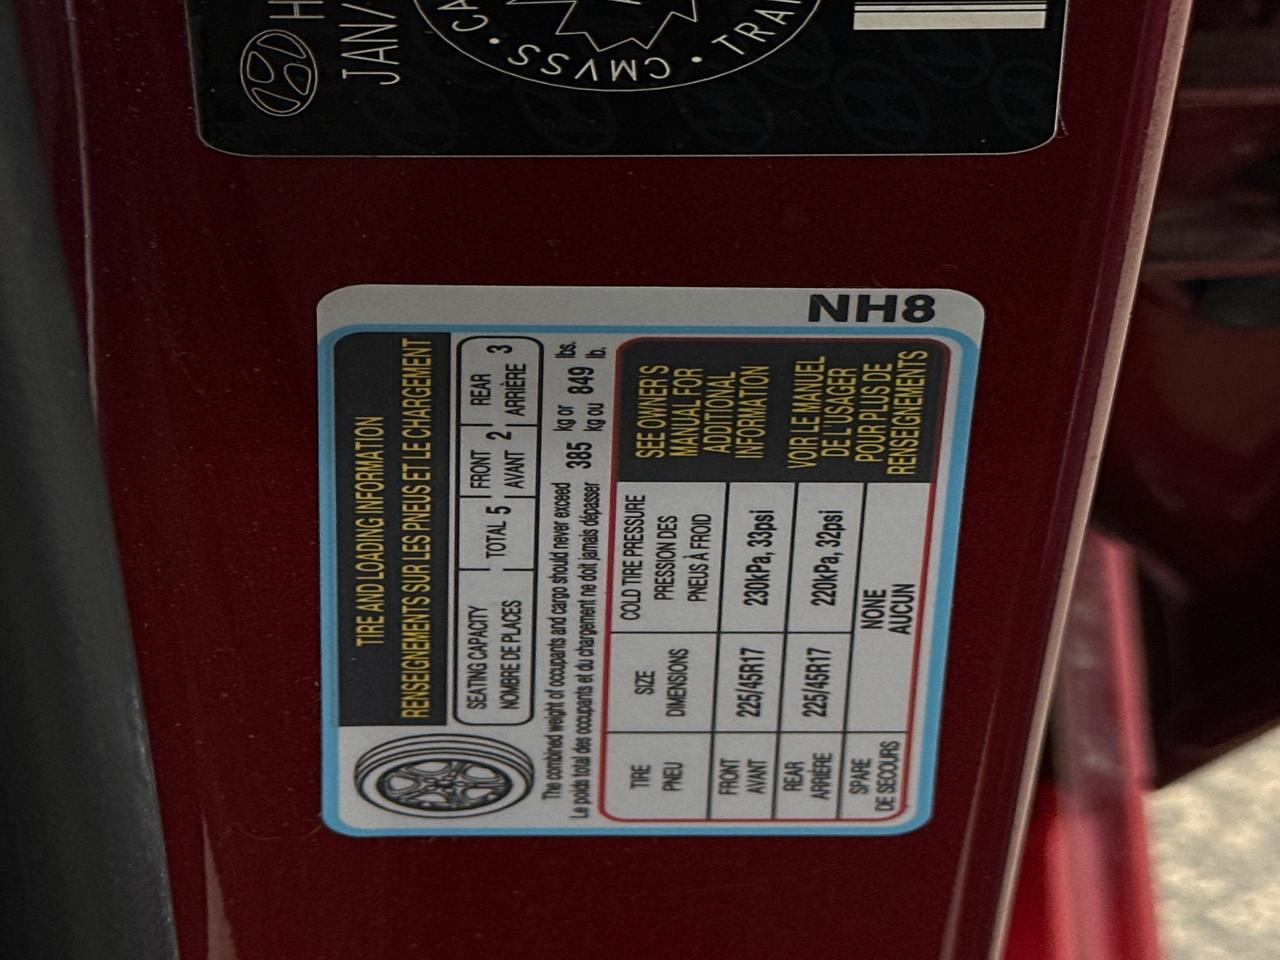 H
JAN/
CMVSS
TRA
NH8
TIRE AND LOADING INFORMATION
RENSEIGNEMENTS SUR LES PNEUS ET LE CHARGEMENT
SEATING CAPACITY
NOMBRE DE PLACES
TOTAL 5
FRONT
AVANT 2
REAR
ARRIÈRE 3
The combined weight of occupants and cargo should never exceed 385 kg or 849 lbs.
Le poids total des occupants et du chargement ne doit jamais dépasser kg ou lb.
TIRE
PNEU
SIZE
DIMENSIONS
COLD TIRE PRESSURE
PRESSION DES
PNEUS À FROID
FRONT
AVANT
225/45R17
230kPa, 33psi
REAR
ARRIÈRE
225/45R17
220kPa, 32psi
SPARE
DE SECOURS
NONE
AUCUN
SEE OWNER'S
MANUAL FOR
ADDITIONAL
INFORMATION
VOIR LE MANUEL
DE L'USAGER
POUR PLUS DE
RENSEIGNEMENTS